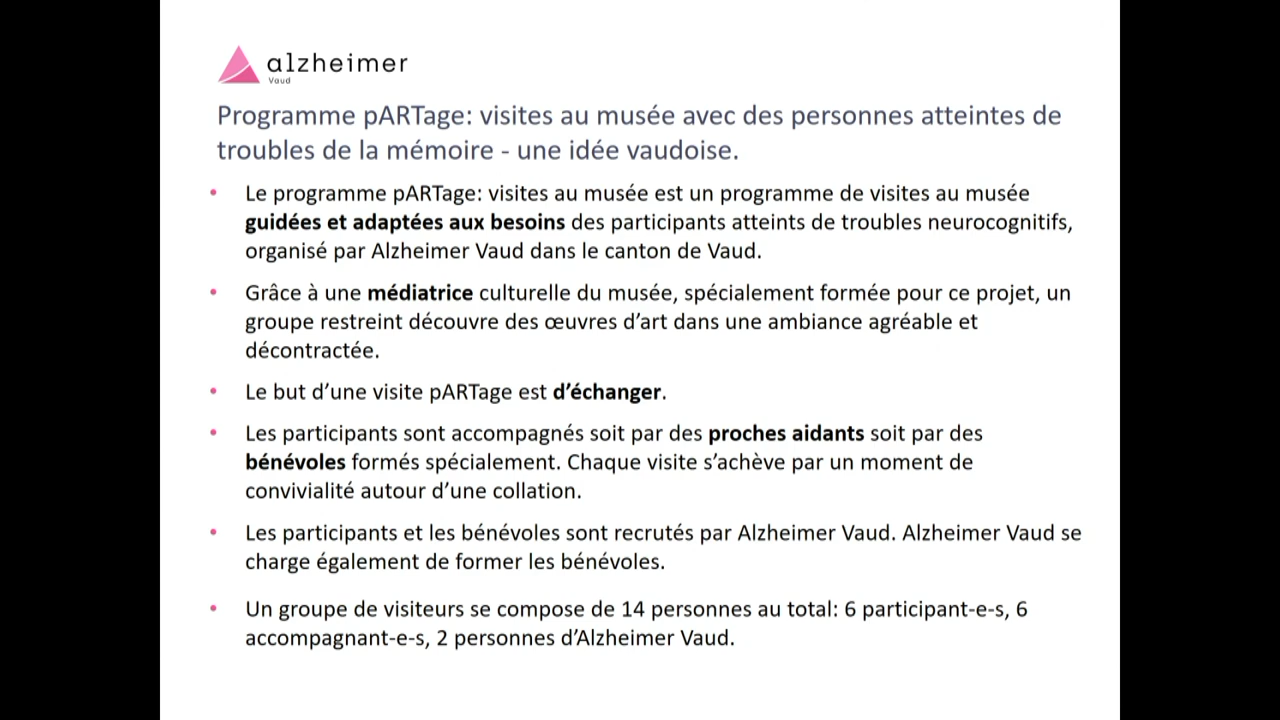 alzheimer
Vaud
Programme pARTage: visites au musée avec des personnes atteintes de
troubles de la mémoire - une idée vaudoise.
• Le programme pARTage: visites au musée est un programme de visites au musée
guidées et adaptées aux besoins des participants atteints de troubles neurocognitifs,
organisé par Alzheimer Vaud dans le canton de Vaud.
• Grâce à une médiatrice culturelle du musée, spécialement formée pour ce projet, un
groupe restreint découvre des œuvres d’art dans une ambiance agréable et
décontractée.
• Le but d’une visite pARTage est d’échanger.
• Les participants sont accompagnés soit par des proches aidants soit par des
bénévoles formés spécialement. Chaque visite s’achève par un moment de
convivialité autour d’une collation.
• Les participants et les bénévoles sont recrutés par Alzheimer Vaud. Alzheimer Vaud se
charge également de former les bénévoles.
• Un groupe de visiteurs se compose de 14 personnes au total: 6 participant-e-s, 6
accompagnant-e-s, 2 personnes d’Alzheimer Vaud.